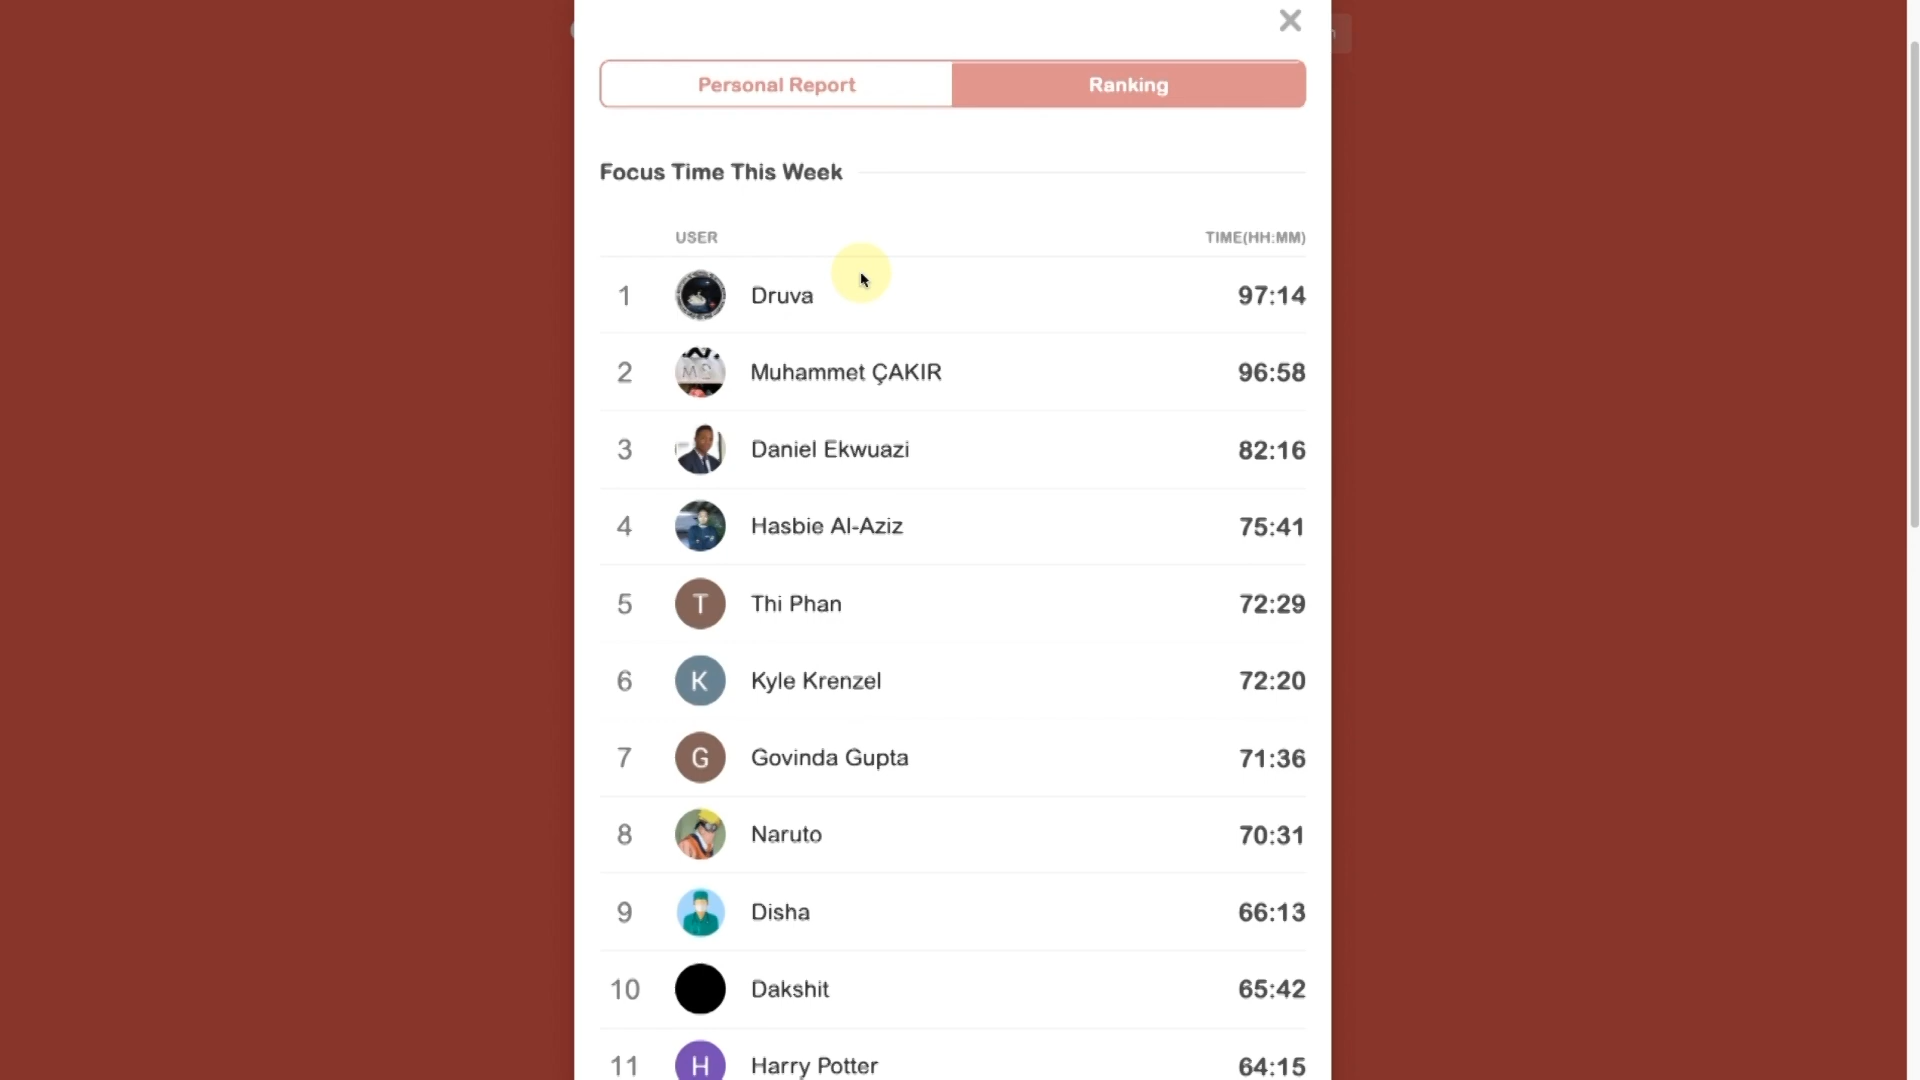 Personal Report Ranking
Focus Time This Week
USER TIME(HH:MM)
1 Druva 97:14
2 Muhammet ÇAKIR 96:58
3 Daniel Ekwuazi 82:16
4 Hasbie Al-Aziz 75:41
5 T Thi Phan 72:29
6 K Kyle Krenzel 72:20
7 G Govinda Gupta 71:36
8 Naruto 70:31
9 Disha 66:13
10 Dakshit 65:42
11 H Harry Potter 64:15